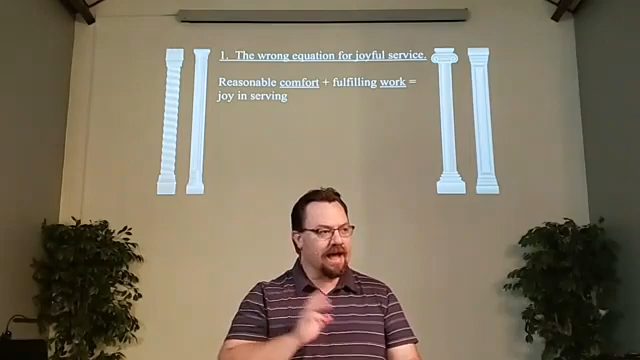 1. The wrong equation for joyful service.
Reasonable comfort + fulfilling work =
joy in serving